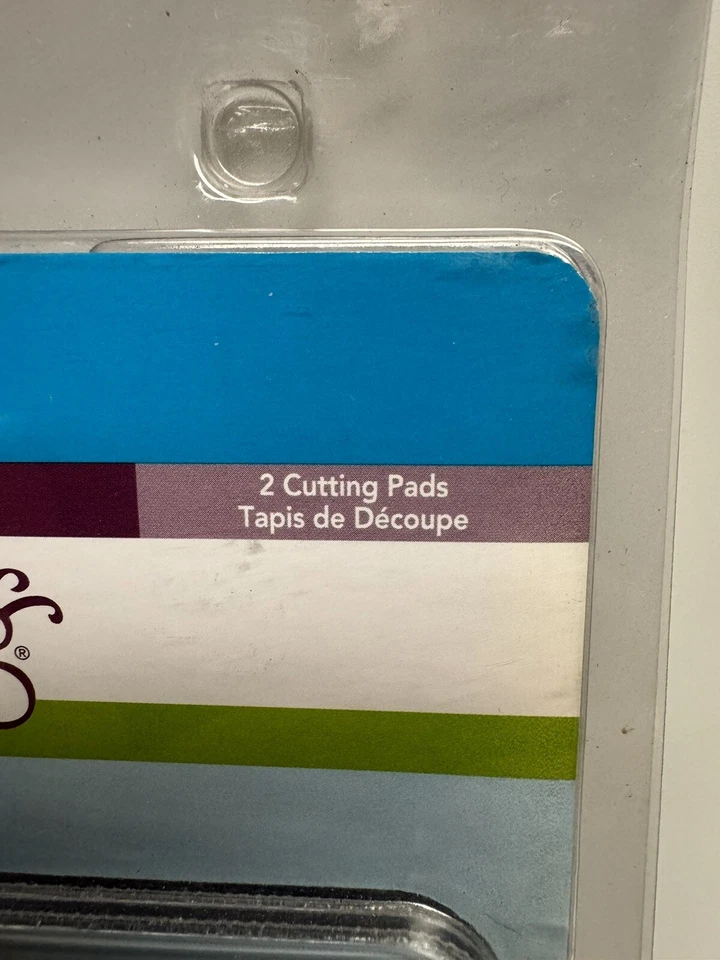 2 Cutting Pads
Tapis de Découpe
®